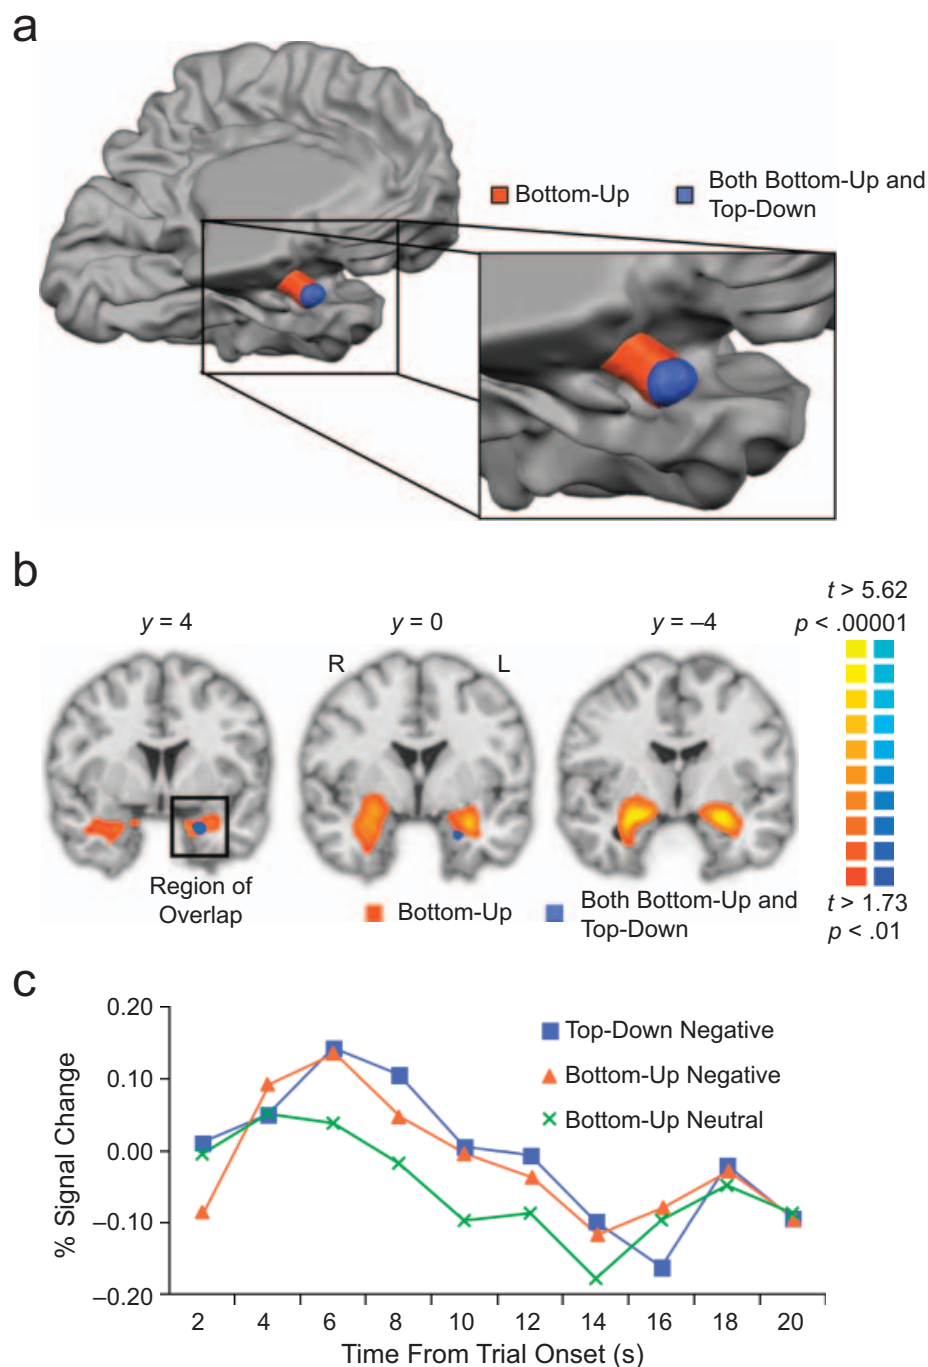 a
Bottom-Up
Both Bottom-Up and
Top-Down
b
t > 5.62
p < .00001
y = 4
y = 0
y = –4
R
L
Region of
Overlap
Bottom-Up
Both Bottom-Up and
Top-Down
t > 1.73
p < .01
c
0.20
0.10
0.00
–0.10
–0.20
% Signal Change
Top-Down Negative
Bottom-Up Negative
Bottom-Up Neutral
2 4 6 8 10 12 14 16 18 20
Time From Trial Onset (s)